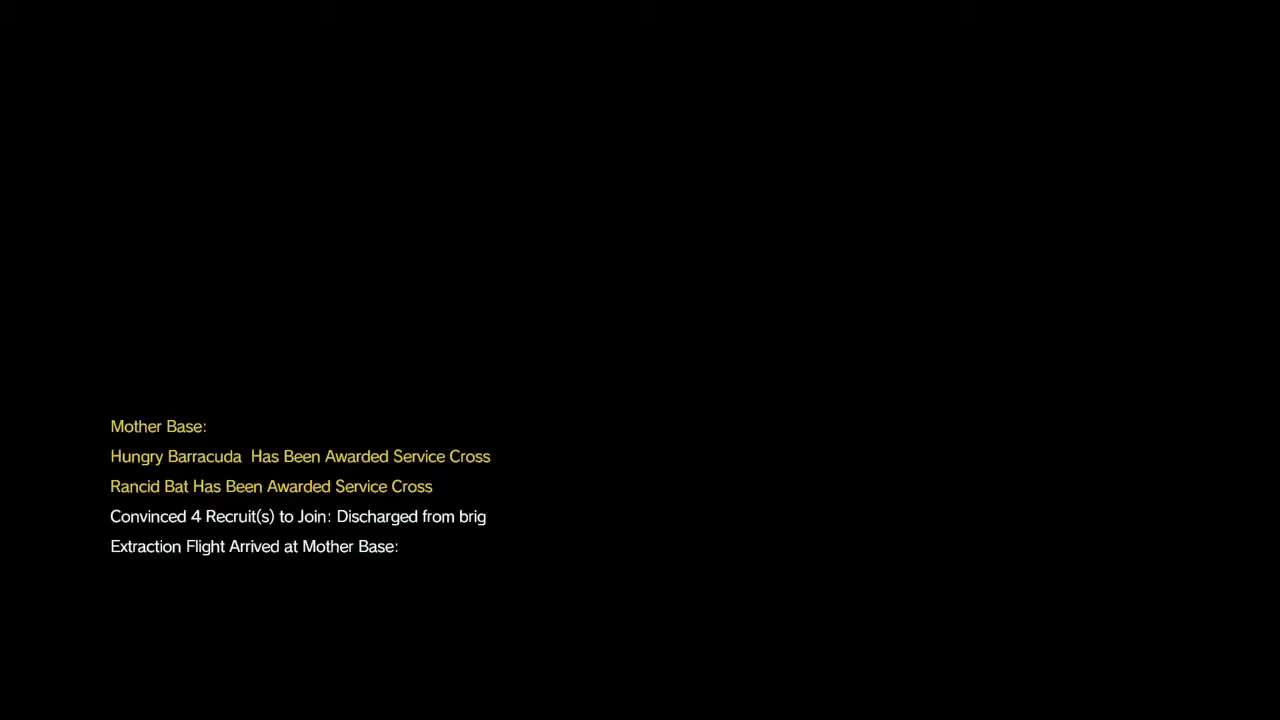 Mother Base:
Hungry Barracuda  Has Been Awarded Service Cross
Rancid Bat Has Been Awarded Service Cross
Convinced 4 Recruit(s) to Join: Discharged from brig
Extraction Flight Arrived at Mother Base: